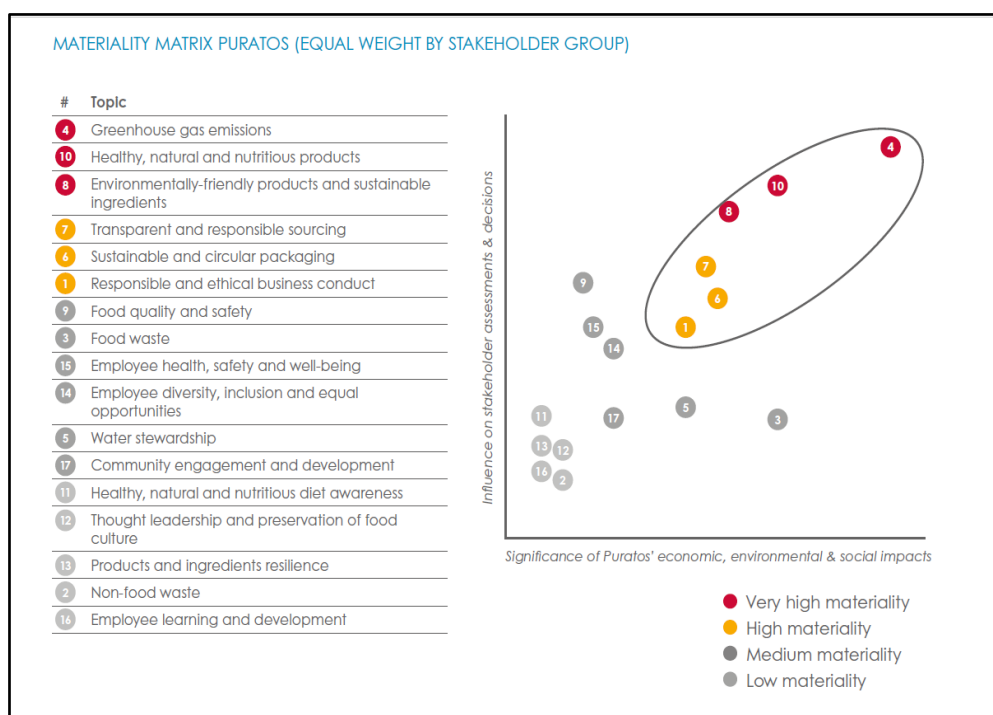 MATERIALITY MATRIX PURATOS (EQUAL WEIGHT BY STAKEHOLDER GROUP)
# Topic
4 Greenhouse gas emissions
10 Healthy, natural and nutritious products
8 Environmentally-friendly products and sustainable
ingredients
7 Transparent and responsible sourcing
6 Sustainable and circular packaging
1 Responsible and ethical business conduct
9 Food quality and safety
3 Food waste
15 Employee health, safety and well-being
14 Employee diversity, inclusion and equal
opportunities
5 Water stewardship
17 Community engagement and development
11 Healthy, natural and nutritious diet awareness
12 Thought leadership and preservation of food
culture
13 Products and ingredients resilience
2 Non-food waste
16 Employee learning and development
Influence on stakeholder assessments & decisions
4
10
8
7
9
6
15
1
14
5
11
17
3
13
12
16
2
Significance of Puratos' economic, environmental & social impacts
Very high materiality
High materiality
Medium materiality
Low materiality